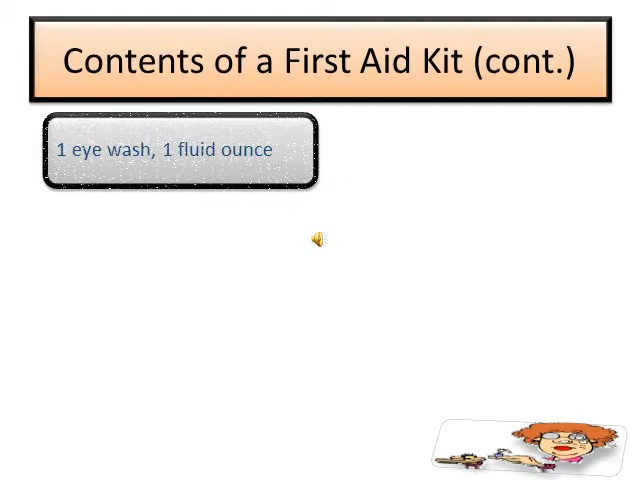 Contents of a First Aid Kit (cont.)
1 eye wash, 1 fluid ounce